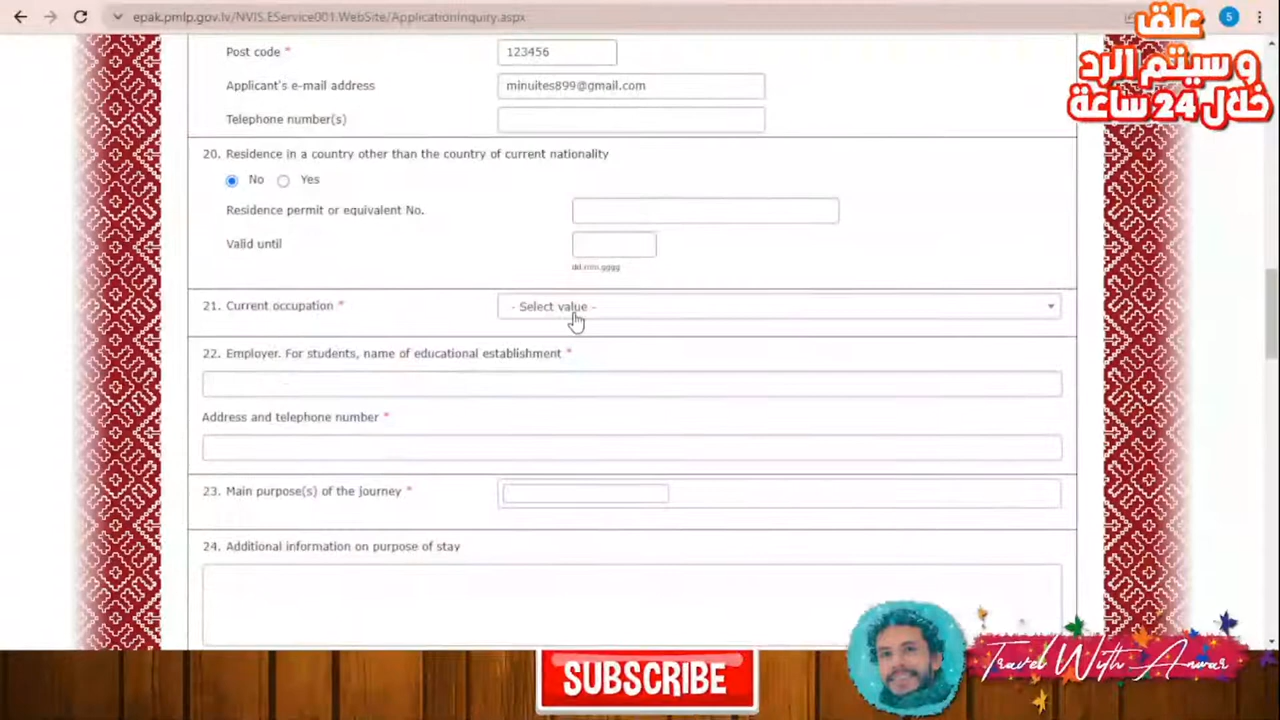 epak.pmlp.gov.lv/NVIS.EService001.WebSite/ApplicationInquiry.aspx
5
علق
و سيتم الرد
خلال 24 ساعة
Post code *
123456
Applicant's e-mail address
minuites899@gmail.com
Telephone number(s)
20. Residence in a country other than the country of current nationality
No
Yes
Residence permit or equivalent No.
Valid until
dd.mm.gggg
21. Current occupation *
- Select value -
22. Employer. For students, name of educational establishment *
Address and telephone number *
23. Main purpose(s) of the journey *
24. Additional information on purpose of stay
SUBSCRIBE
Travel With Anwar